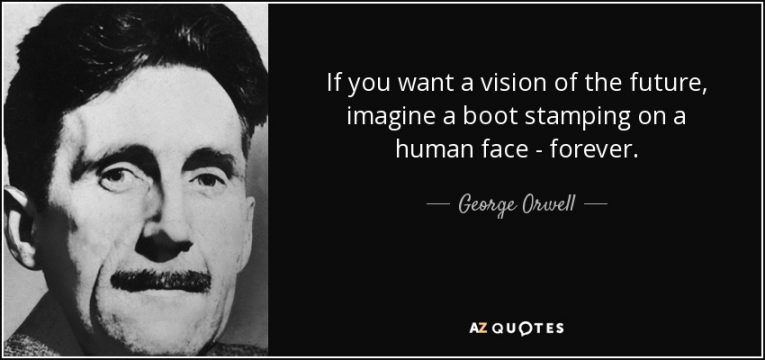 If you want a vision of the future,
imagine a boot stamping on a
human face - forever.
George Orwell
AZ QUOTES